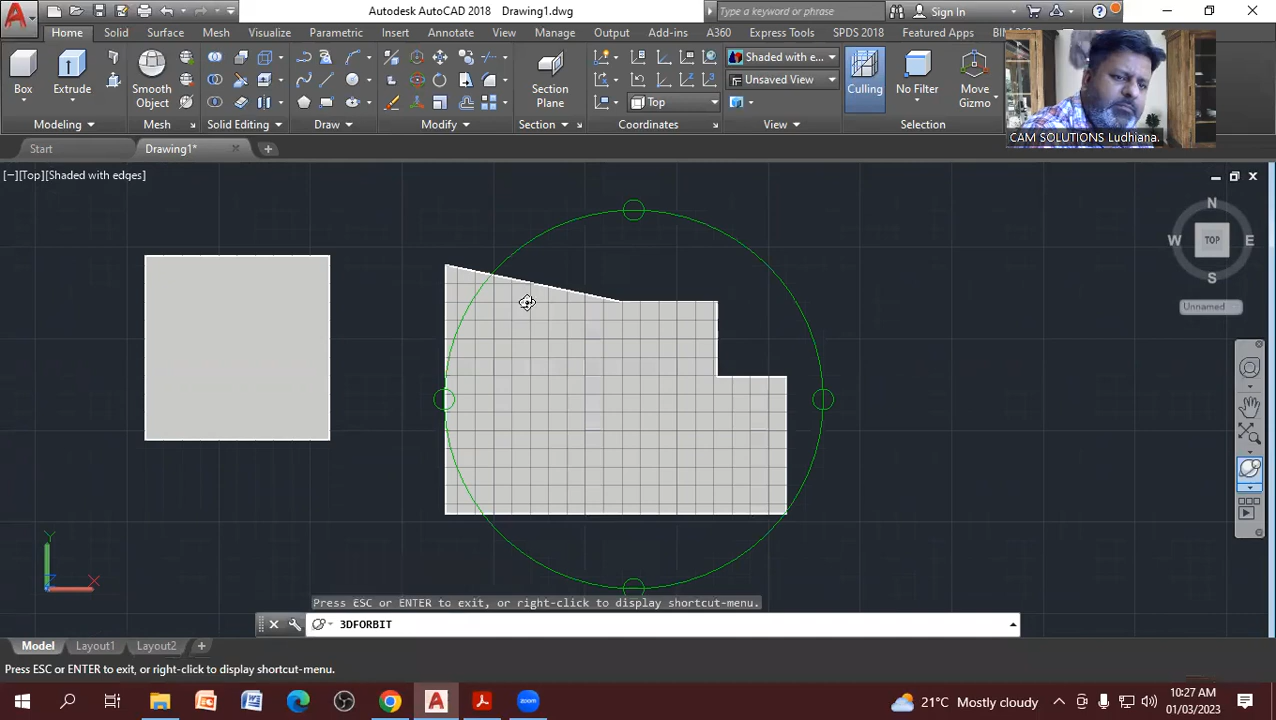 Autodesk AutoCAD 2018 Drawing1.dwg
Type a keyword or phrase
Sign In
Home Solid Surface Mesh Visualize Parametric Insert Annotate View Manage Output Add-ins A360 Express Tools SPDS 2018 Featured Apps
Box
Extrude
Smooth
Object
Section
Plane
Top
Shaded with e...
Unsaved View
Culling
No Filter
Move
Gizmo
Modeling
Mesh
Solid Editing
Draw
Modify
Section
Coordinates
View
Selection
CAM SOLUTIONS Ludhiana.
Start
Drawing1*
[−][Top][Shaded with edges]
N
W
TOP
E
S
Unnamed
Y
X
Press ESC or ENTER to exit, or right-click to display shortcut-menu.
3DFORBIT
Model Layout1 Layout2
Press ESC or ENTER to exit, or right-click to display shortcut-menu.
21°C Mostly cloudy
10:27 AM
01/03/2023